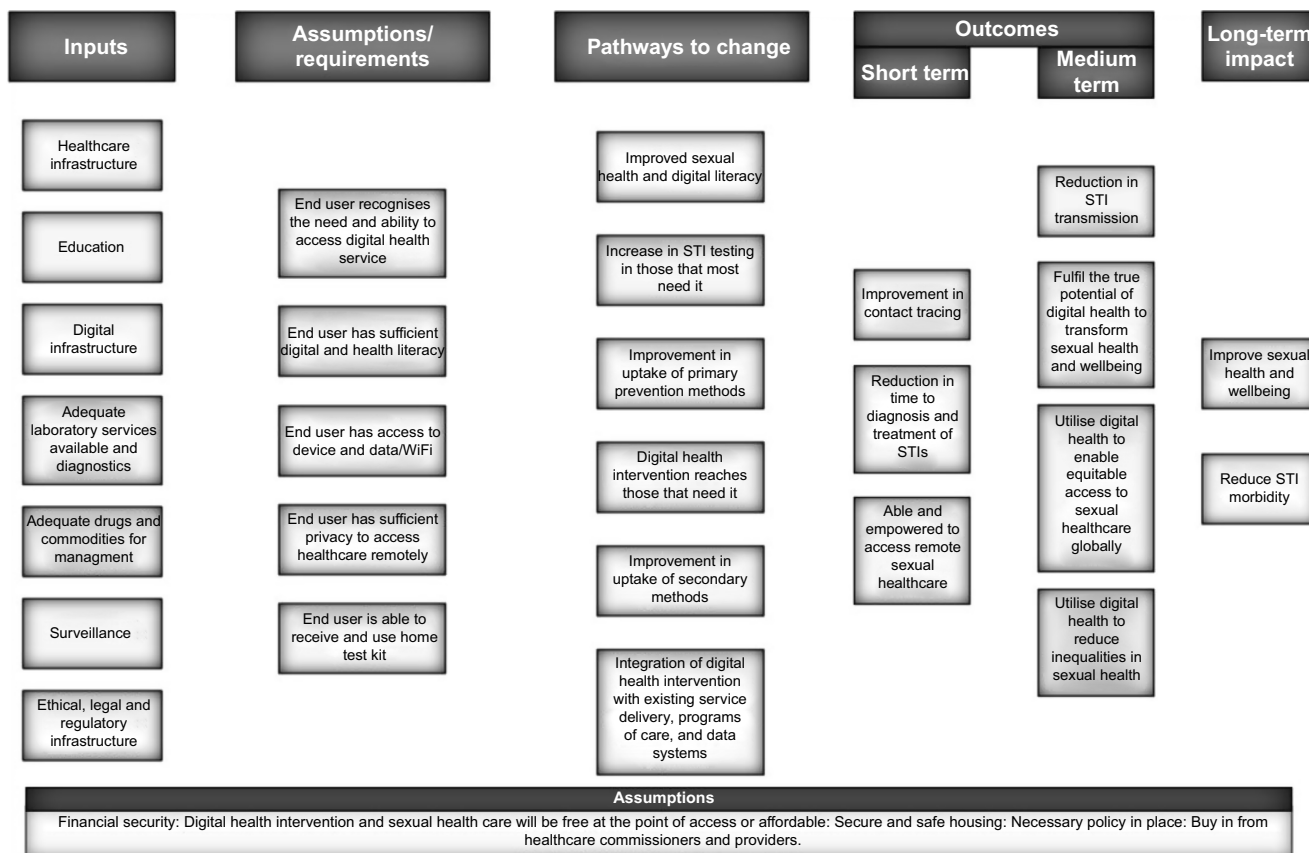 Inputs
Assumptions/
requirements
Pathways to change
Outcomes
Short term
Medium
term
Long-term
impact
Healthcare
infrastructure
Education
Digital
infrastructure
Adequate
laboratory services
available and
diagnostics
Adequate drugs and
commodities for
managment
Surveillance
Ethical, legal and
regulatory
infrastructure
End user recognises
the need and ability to
access digital health
service
End user has sufficient
digital and health literacy
End user has access to
device and data/WiFi
End user has sufficient
privacy to access
healthcare remotely
End user is able to
receive and use home
test kit
Improved sexual
health and digital literacy
Increase in STI testing
in those that most
need it
Improvement in
uptake of primary
prevention methods
Digital health
intervention reaches
those that need it
Improvement in
uptake of secondary
methods
Integration of digital
health intervention
with existing service
delivery, programs
of care, and data
systems
Improvement in
contact tracing
Reduction in
time to
diagnosis and
treatment of
STIs
Able and
empowered to
access remote
sexual
healthcare
Reduction in
STI
transmission
Fulfil the true
potential of
digital health to
transform
sexual health
and wellbeing
Utilise digital
health to
enable
equitable
access to
sexual
healthcare
globally
Utilise digital
health to
reduce
inequalities in
sexual health
Improve sexual
health and
wellbeing
Reduce STI
morbidity
Assumptions
Financial security: Digital health intervention and sexual health care will be free at the point of access or affordable: Secure and safe housing: Necessary policy in place: Buy in from
healthcare commissioners and providers.